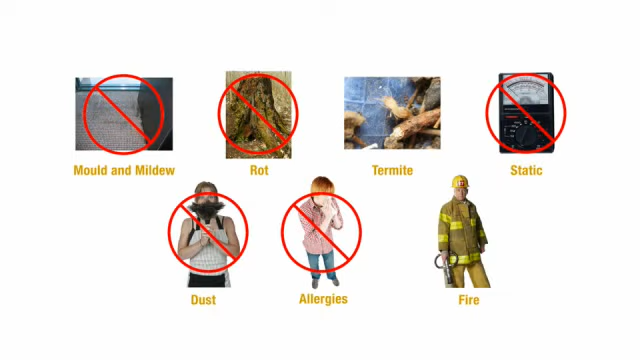 Mould and Mildew
Rot
Termite
Static
Dust
Allergies
Fire